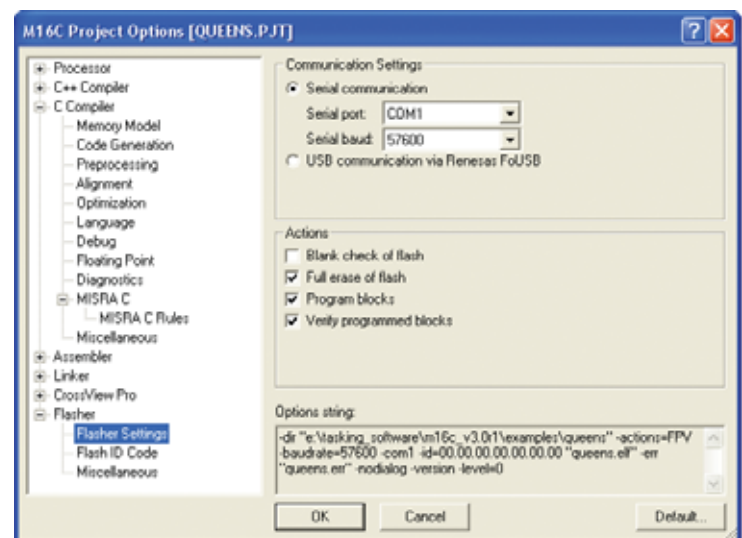 M16C Project Options [QUEENS.PJT]
Processor
C++ Compiler
C Compiler
Memory Model
Code Generation
Preprocessing
Alignment
Optimization
Language
Debug
Floating Point
Diagnostics
MISRA C
MISRA C Rules
Miscellaneous
Assembler
Linker
CrossView Pro
Flasher
Flasher Settings
Flash ID Code
Miscellaneous
Communication Settings
Serial communication
Serial port: COM1
Serial baud: 57600
USB communication via Renesas FoUSB
Actions
Blank check of flash
Full erase of flash
Program blocks
Verify programmed blocks
Options string:
-dir "e:\tasking_software\m16c_v3.0r1\examples\queens" -actions=FPV
-baudrate=57600 -com1 -id=00.00.00.00.00.00.00 "queens.elf" -err
"queens.err" -nodialog -version -level=0
OK Cancel Default...